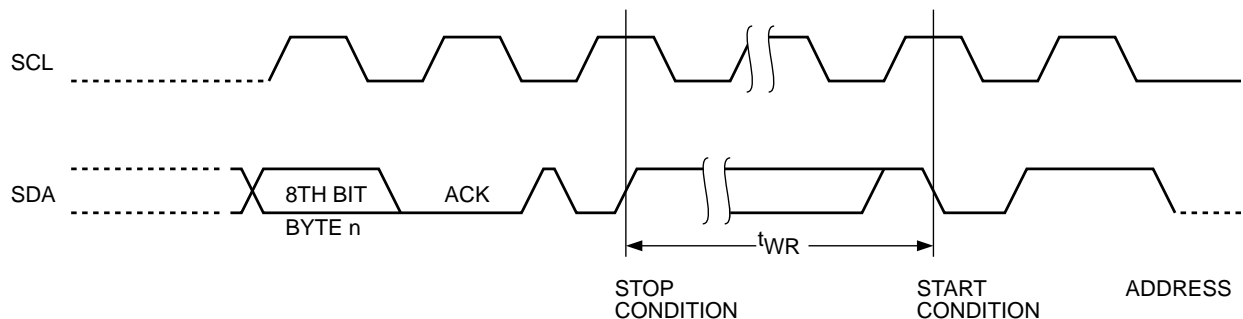 SCL
SDA
8TH BIT
ACK
BYTE n
tWR
STOP
CONDITION
START
CONDITION
ADDRESS